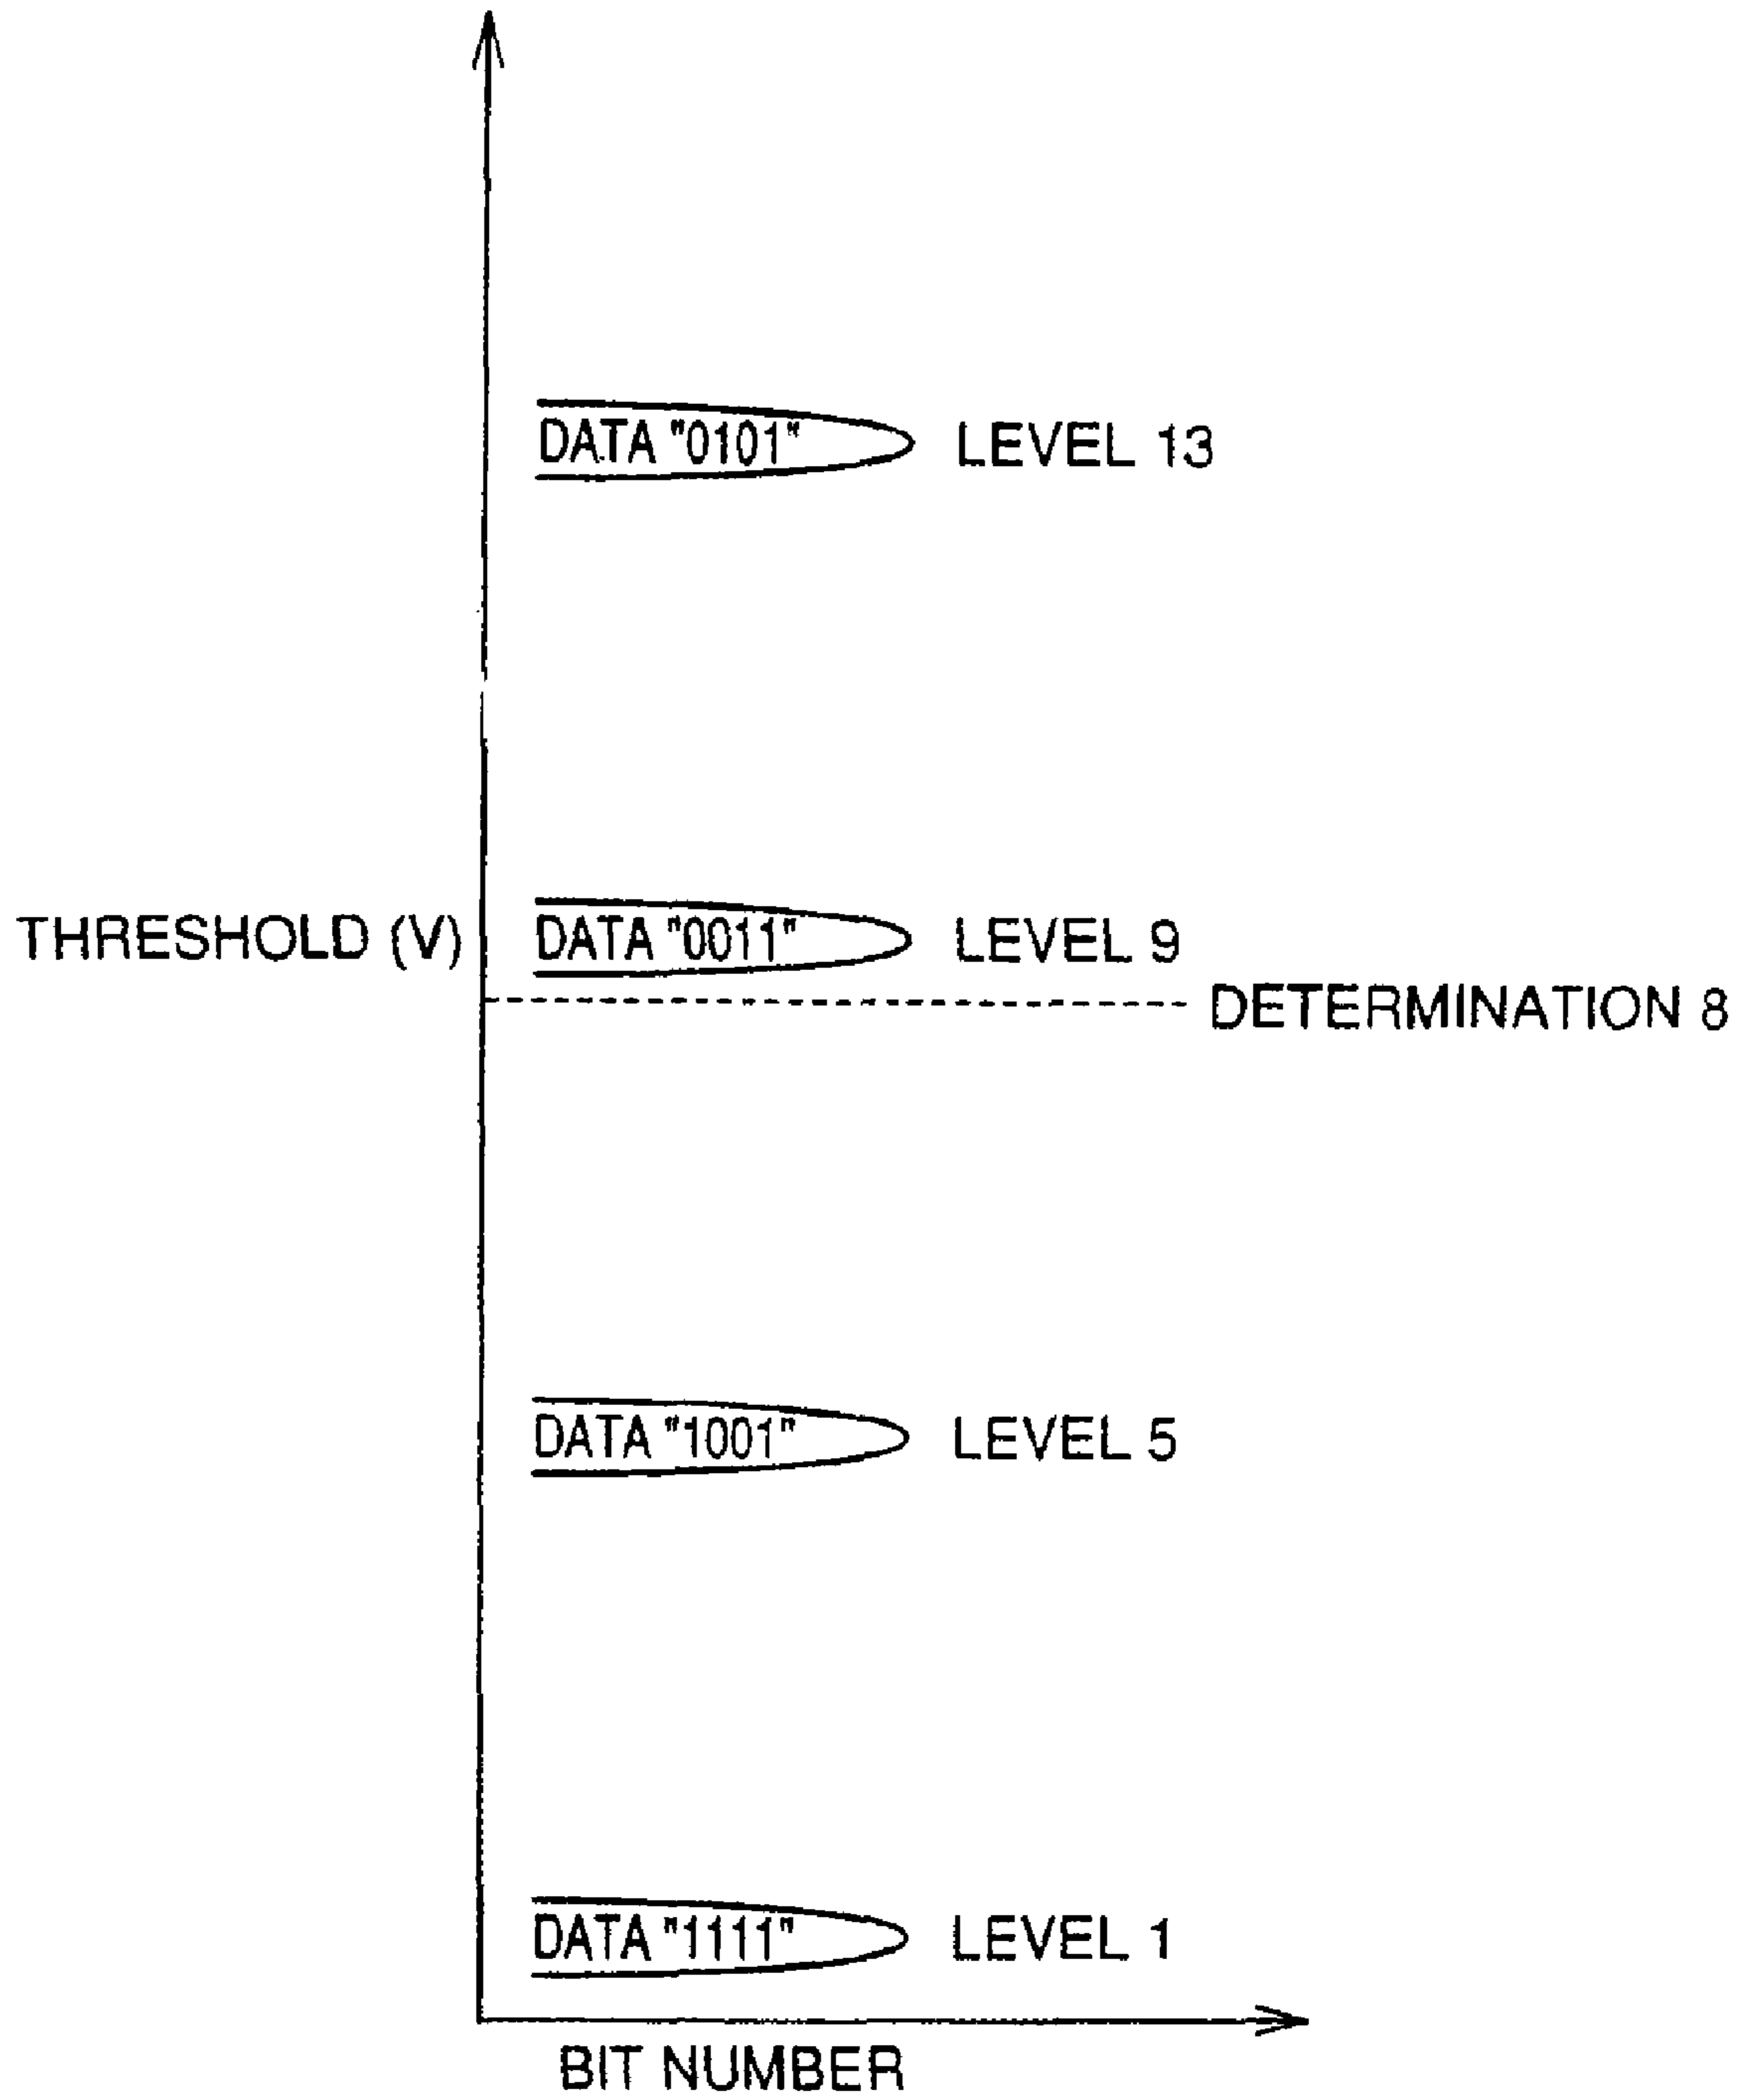 DATA "0101" LEVEL 13
THRESHOLD (V) DATA "0011" LEVEL 9
DETERMINATION 8
DATA "1001" LEVEL 5
DATA "1111" LEVEL 1
BIT NUMBER